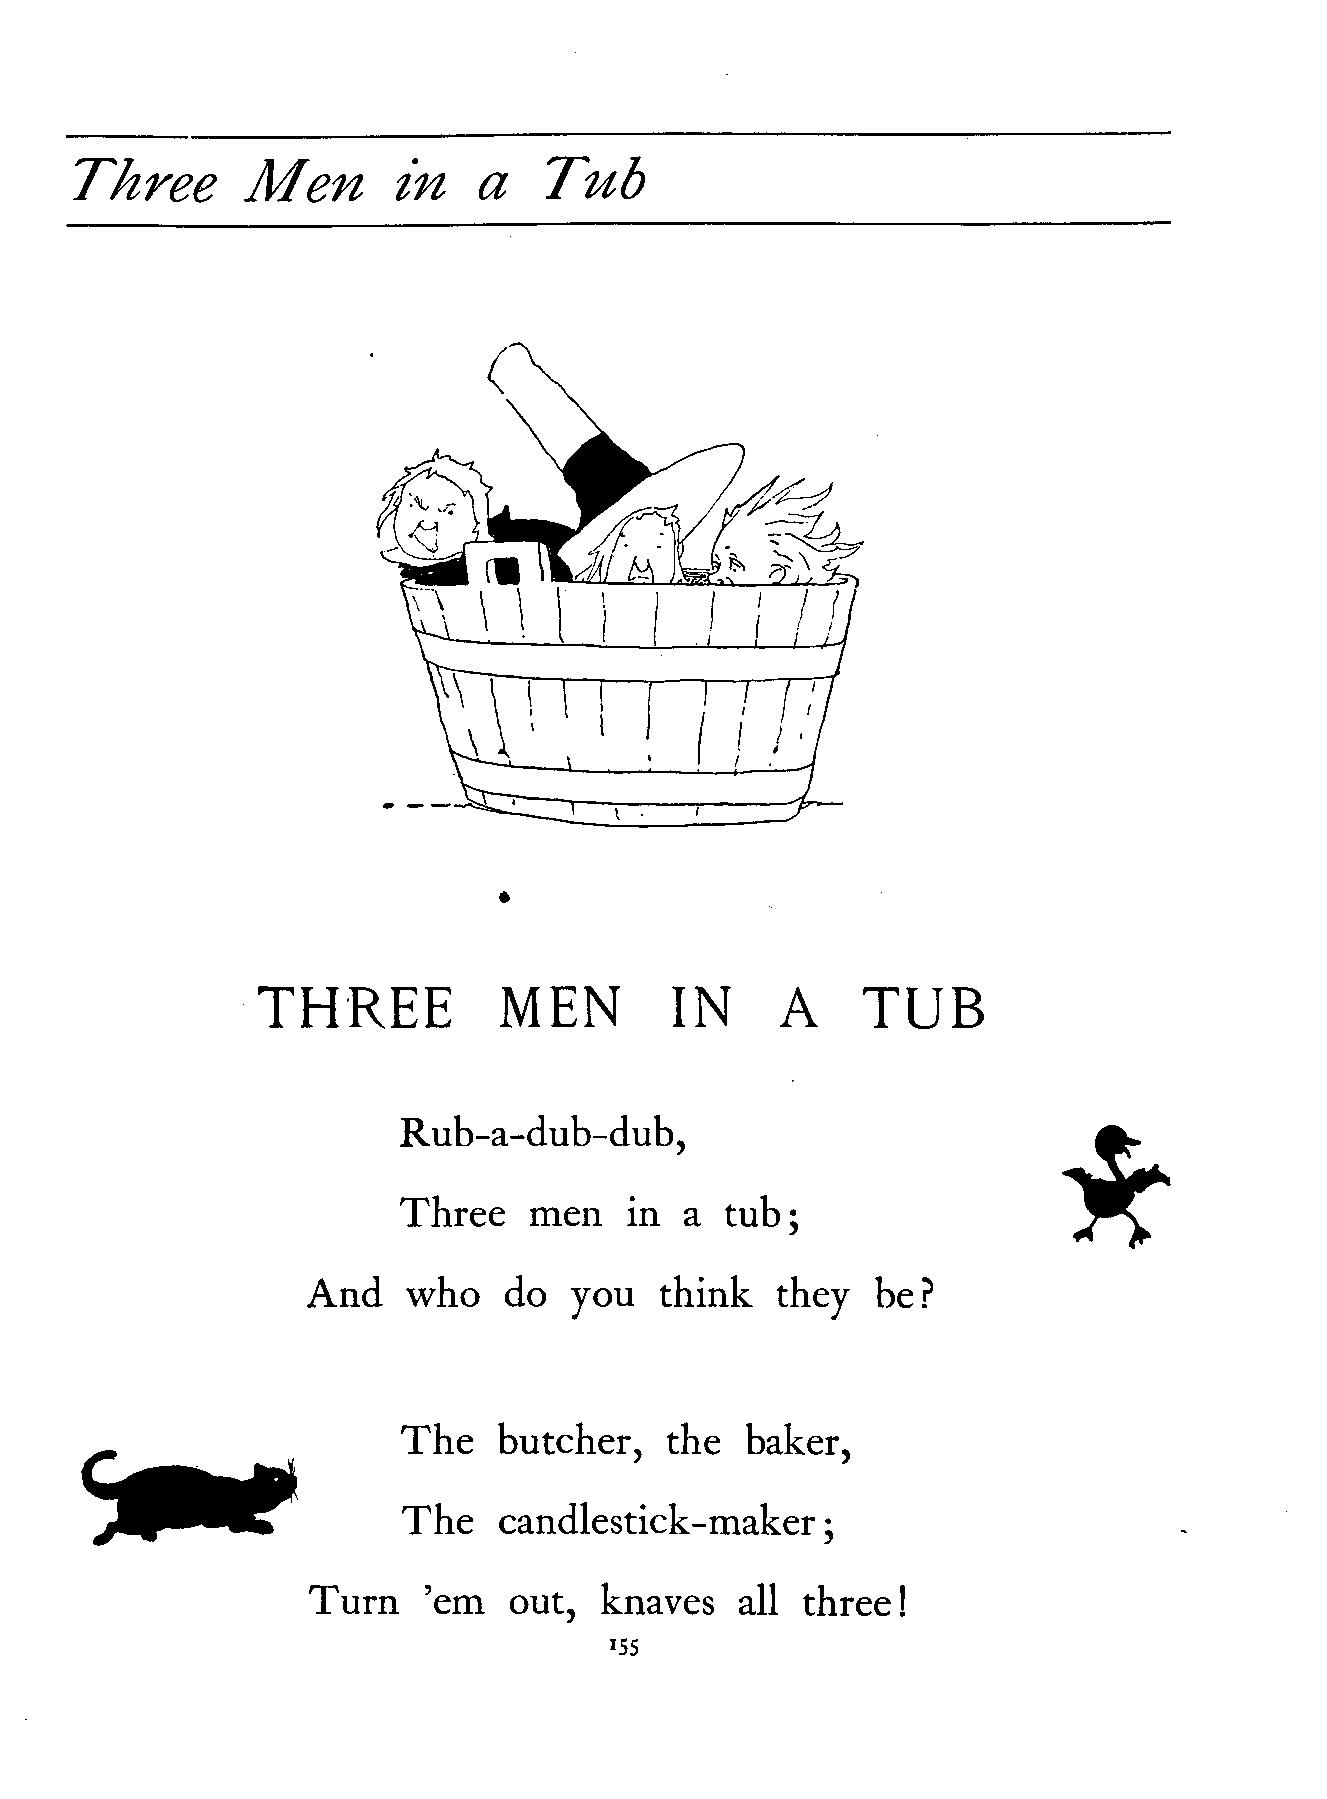 Three Men in a Tub
THREE MEN IN A TUB
Rub-a-dub-dub,
Three men in a tub;
And who do you think they be?
The butcher, the baker,
The candlestick-maker;
Turn ’em out, knaves all three!
155